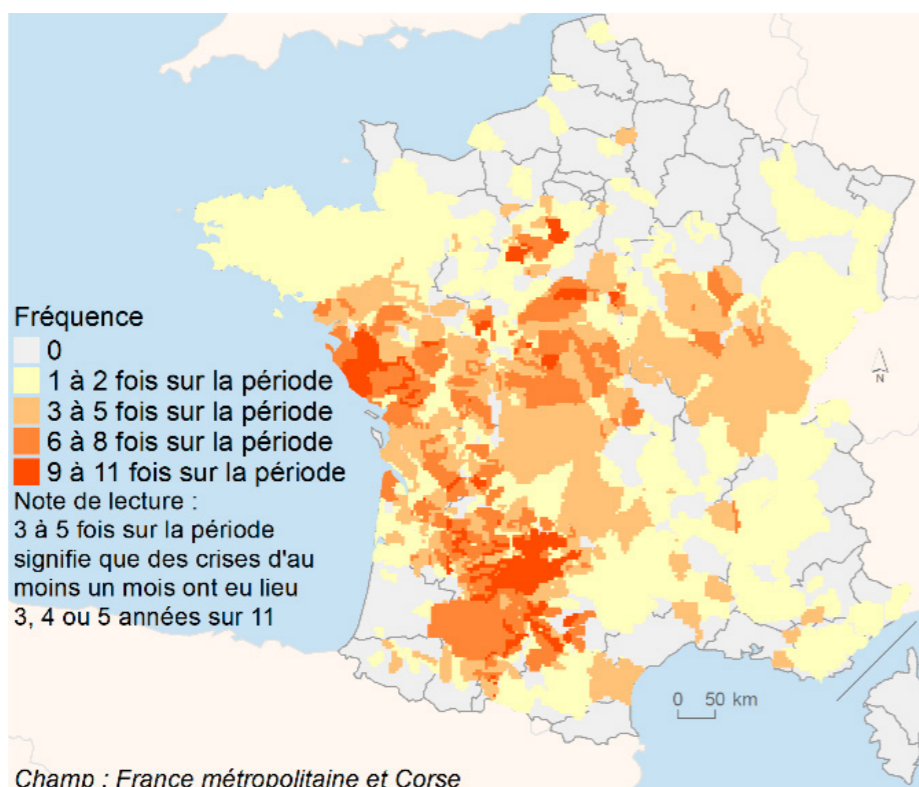 Fréquence
0
1 à 2 fois sur la période
3 à 5 fois sur la période
6 à 8 fois sur la période
9 à 11 fois sur la période
Note de lecture :
3 à 5 fois sur la période
signifie que des crises d'au
moins un mois ont eu lieu
3, 4 ou 5 années sur 11
N
0 50 km
Champ : France métropolitaine et Corse